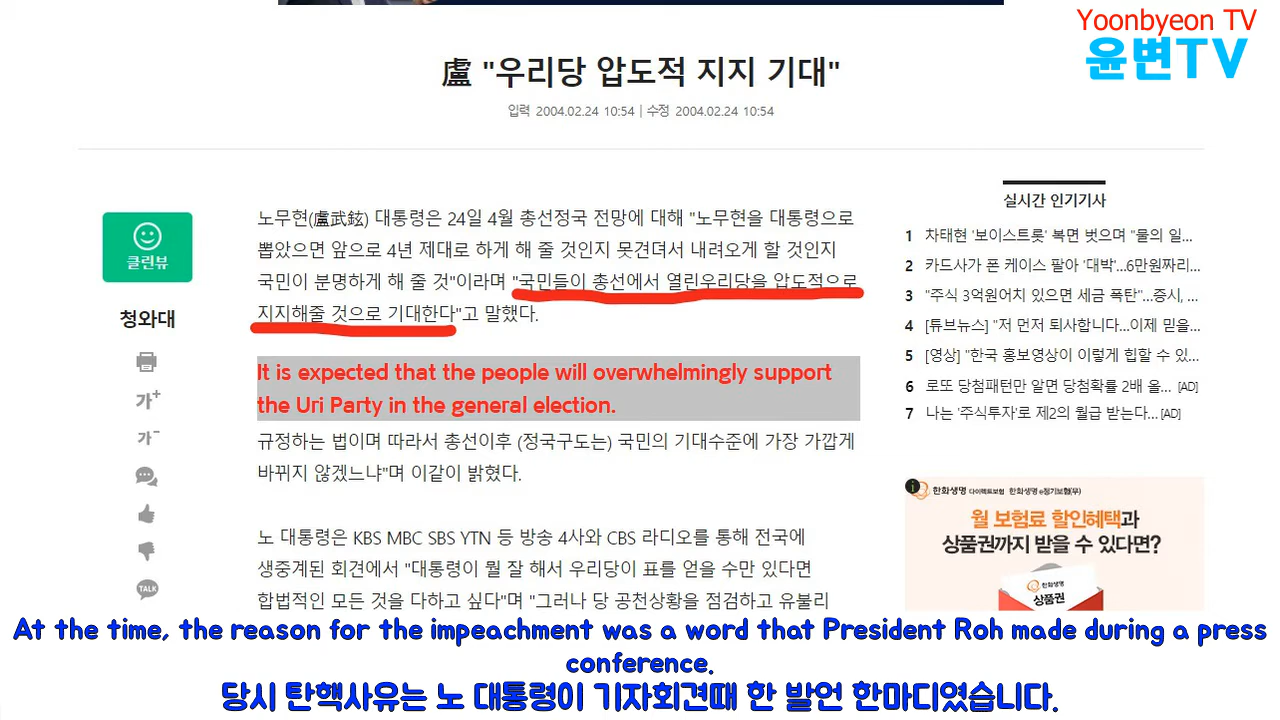 Yoonbyeon TV
윤변TV
盧 "우리당 압도적 지지 기대"
입력 2004.02.24 10:54 | 수정 2004.02.24 10:54
클린뷰
청와대
가+
가-
TALK
노무현(盧武鉉) 대통령은 24일 4월 총선정국 전망에 대해 "노무현을 대통령으로
뽑았으면 앞으로 4년 제대로 하게 해 줄 것인지 못견뎌서 내려오게 할 것인지
국민이 분명하게 해 줄 것"이라며 "국민들이 총선에서 열린우리당을 압도적으로
지지해줄 것으로 기대한다"고 말했다.
It is expected that the people will overwhelmingly support
the Uri Party in the general election.
규정하는 법이며 따라서 총선이후 (정국구도는) 국민의 기대수준에 가장 가깝게
바뀌지 않겠느냐"며 이같이 밝혔다.
노 대통령은 KBS MBC SBS YTN 등 방송 4사와 CBS 라디오를 통해 전국에
생중계된 회견에서 "대통령이 뭘 잘 해서 우리당이 표를 얻을 수만 있다면
합법적인 모든 것을 다하고 싶다"며 "그러나 당 공천상황을 점검하고 유불리
실시간 인기기사
1 차태현 '보이스트롯' 복면 벗으며 "물의 일...
2 카드사가 폰 케이스 팔아 '대박'...6만원짜리...
3 "주식 3억원어치 있으면 세금 폭탄"...증시, ...
4 [튜브뉴스] "저 먼저 퇴사합니다...이제 믿을...
5 [영상] "한국 홍보영상이 이렇게 힙할 수 있...
6 로또 당첨패턴만 알면 당첨확률 2배 올... [AD]
7 나는 '주식투자'로 제2의 월급 받는다... [AD]
한화생명 다이렉트보험 한화생명 e정기보험(무)
월 보험료 할인혜택과
상품권까지 받을 수 있다면?
한화생명
상품권
At the time, the reason for the impeachment was a word that President Roh made during a press
conference.
당시 탄핵사유는 노 대통령이 기자회견때 한 발언 한마디였습니다.